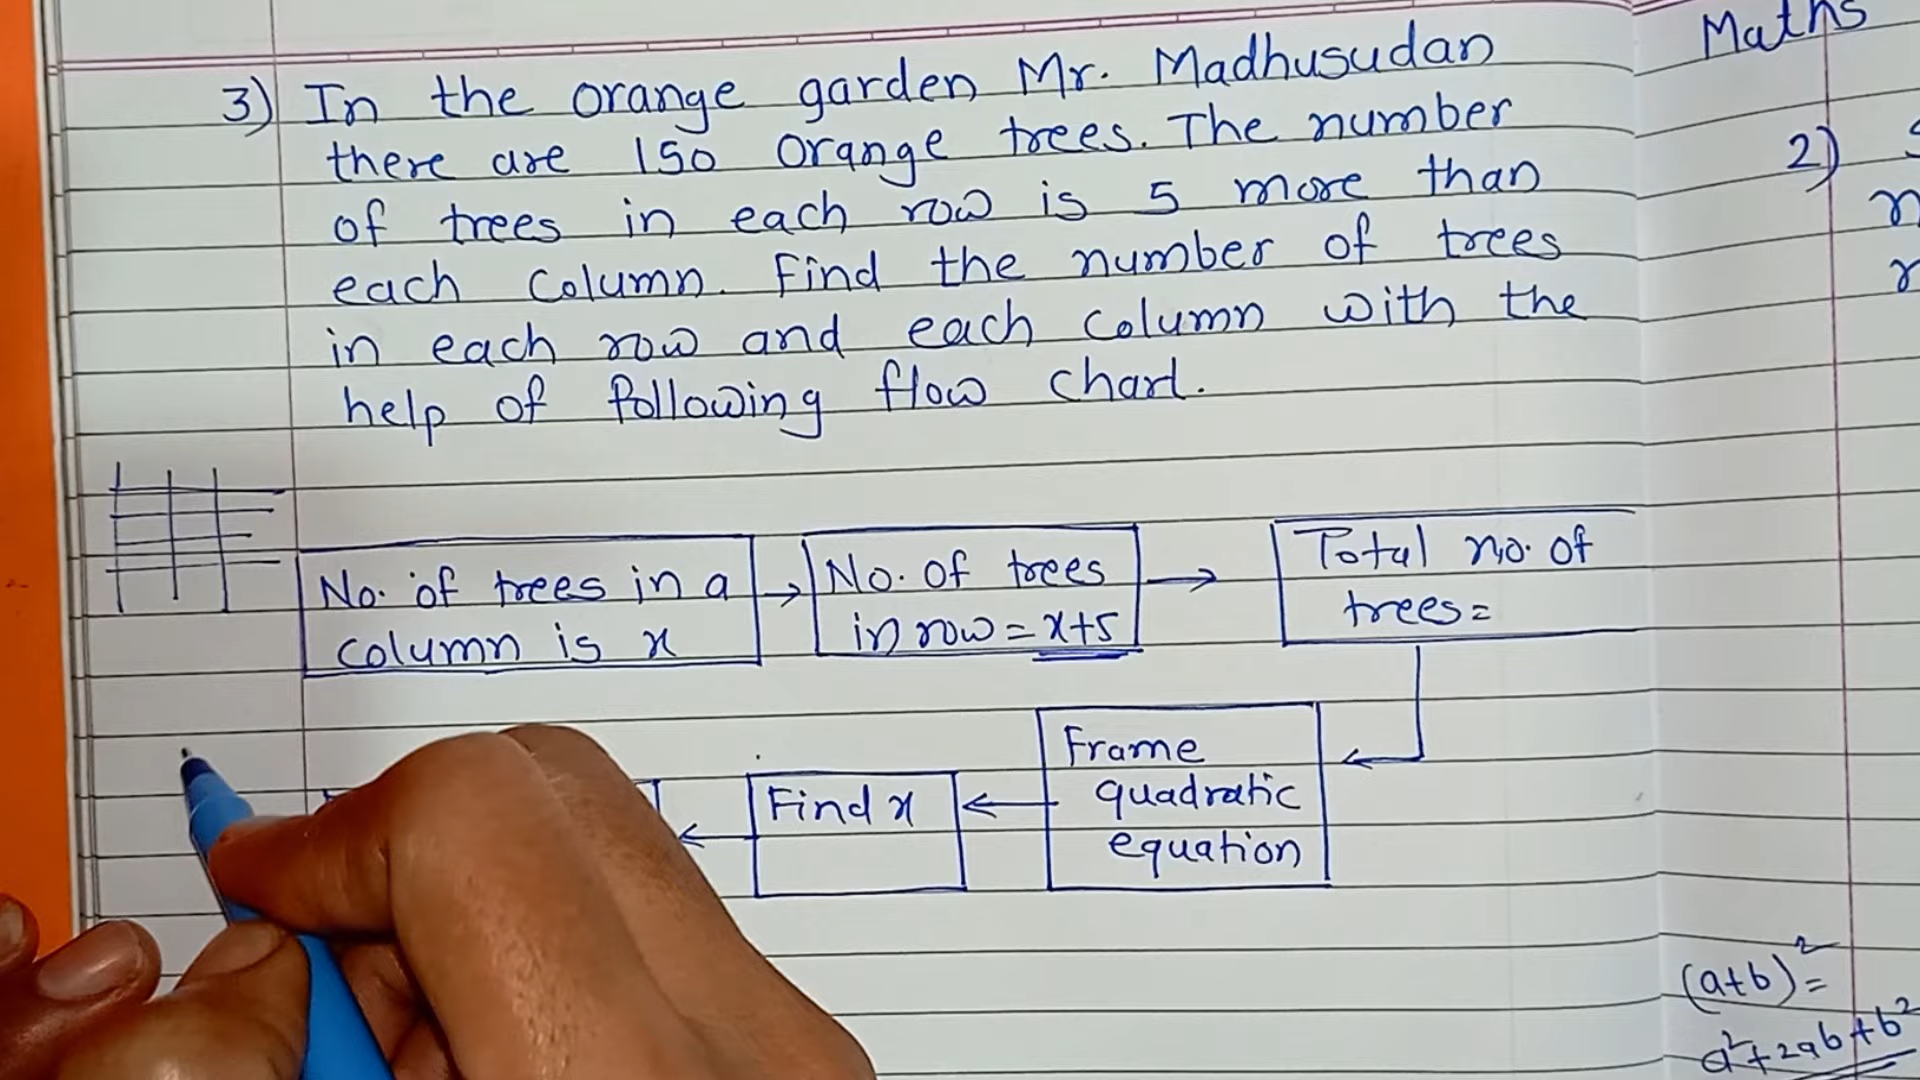 3) In the orange garden Mr. Madhusudan
there are 150 orange trees. The number
of trees in each row is 5 more than
each column. Find the number of trees
in each row and each column with the
help of following flow chart.
No. of trees in a
column is x
No. of trees
in row = x+5
Total no. of
trees =
Frame
quadratic
equation
Find x
Maths
2)
(a+b)² =
a²+2ab+b²